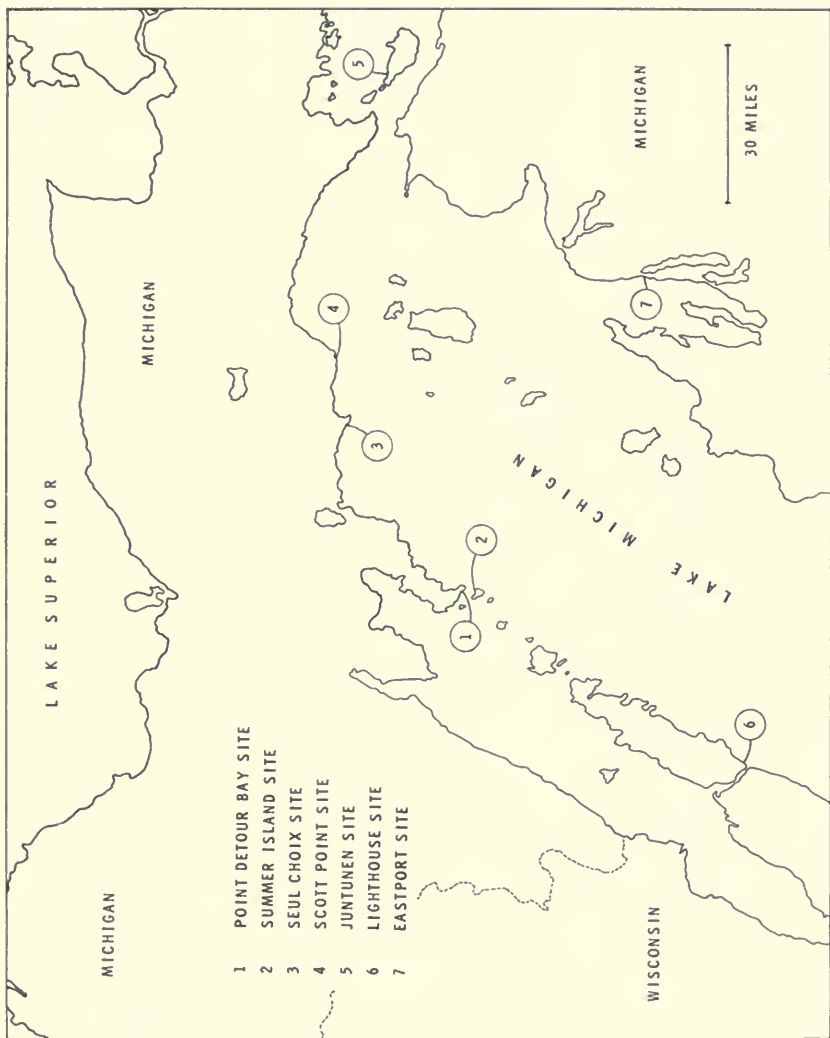 LAKE SUPERIOR
MICHIGAN
MICHIGAN
1 POINT DETOUR BAY SITE
2 SUMMER ISLAND SITE
3 SEUL CHOIX SITE
4 SCOTT POINT SITE
5 JUNTUNEN SITE
6 LIGHTHOUSE SITE
7 EASTPORT SITE
5
4
3
2
1
LAKE MICHIGAN
7
6
WISCONSIN
MICHIGAN
30 MILES